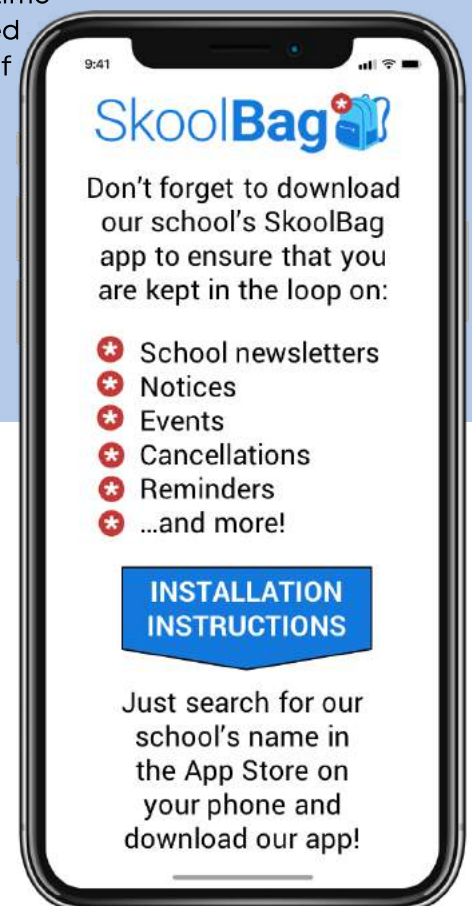 9:41
SkoolBag
Don't forget to download
our school's SkoolBag
app to ensure that you
are kept in the loop on:
School newsletters
Notices
Events
Cancellations
Reminders
...and more!
INSTALLATION
INSTRUCTIONS
Just search for our
school's name in
the App Store on
your phone and
download our app!